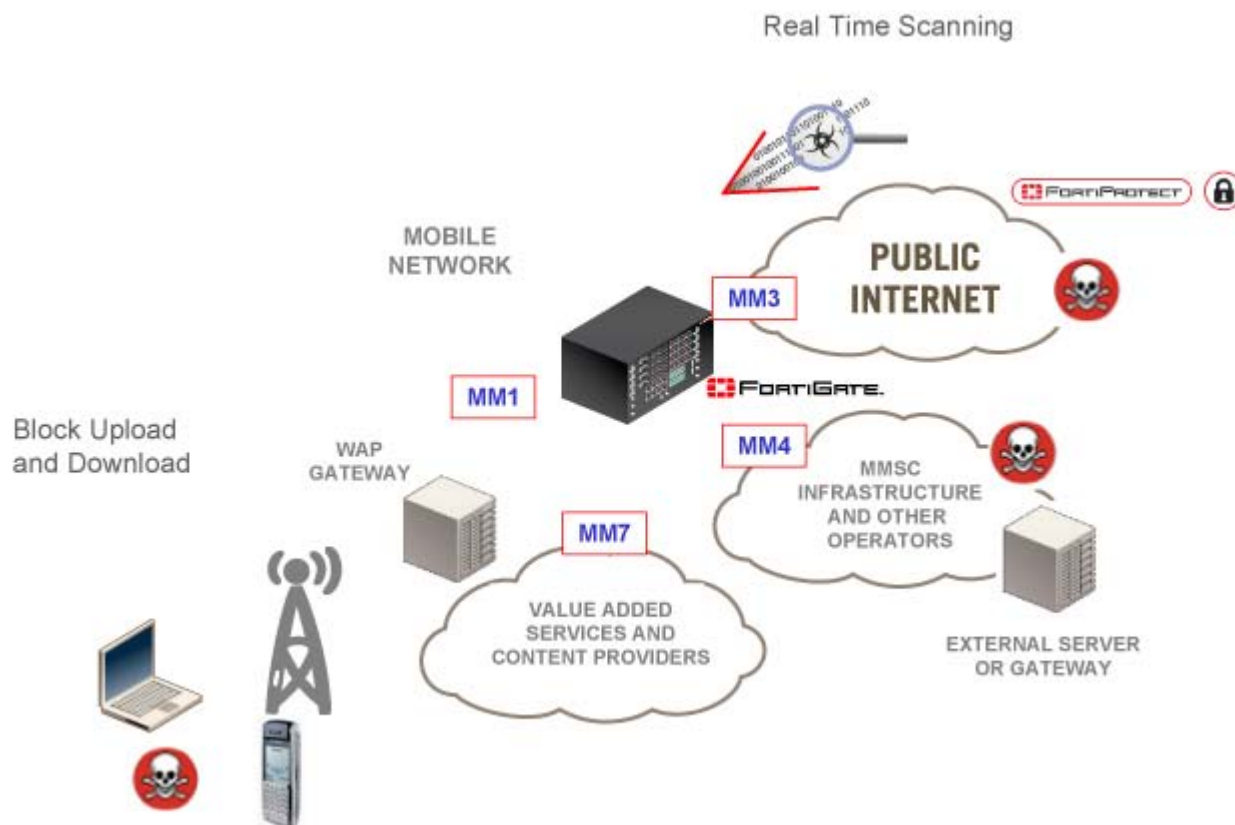 Real Time Scanning
FORTIPROTECT
MOBILE
NETWORK
PUBLIC
INTERNET
MM3
MM1
FORTIGATE.
Block Upload
and Download
WAP
GATEWAY
MM4
MMSC
INFRASTRUCTURE
AND OTHER
OPERATORS
MM7
VALUE ADDED
SERVICES AND
CONTENT PROVIDERS
EXTERNAL SERVER
OR GATEWAY